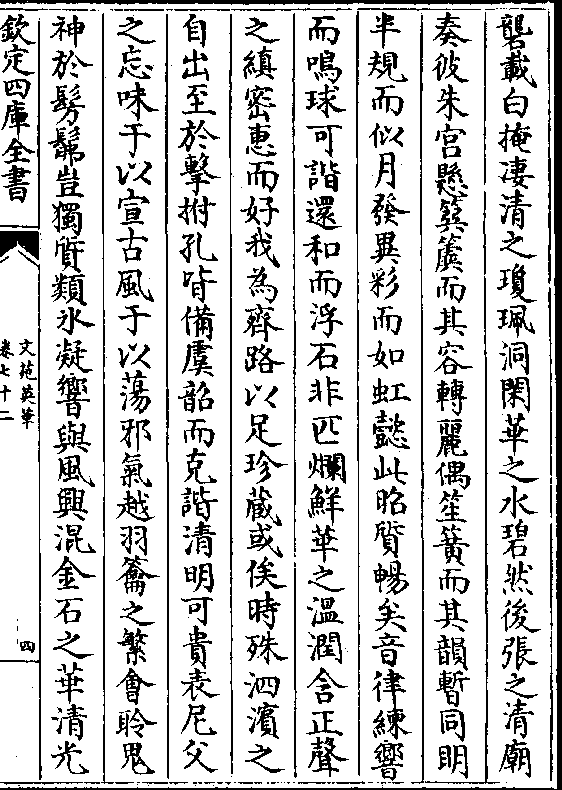 礱載白掩淒清之瓊珮洞閑華之水碧然後張之清廟
奏彼朱宮懸簨簴而其容轉麗偶笙簧而其韻暫同明
半規而似月發異彩而如虹懿此昭質暢矣音律練響
而鳴球可諧還和而浮石非匹爛鮮華之溫潤含正聲
之縝密惠而好我為齊路以足珍藏或俟時殊泗濱之
自出至於擊拊孔皆備虞韶而克諧清明可貴表尼父
之忘味于以宣古風于以蕩邪氣越羽籥之繁會聆鬼
神於髣髴豈獨質類氷凝響與風興混金石之華清光
欽定四庫全書
文苑英華
卷七十二
四